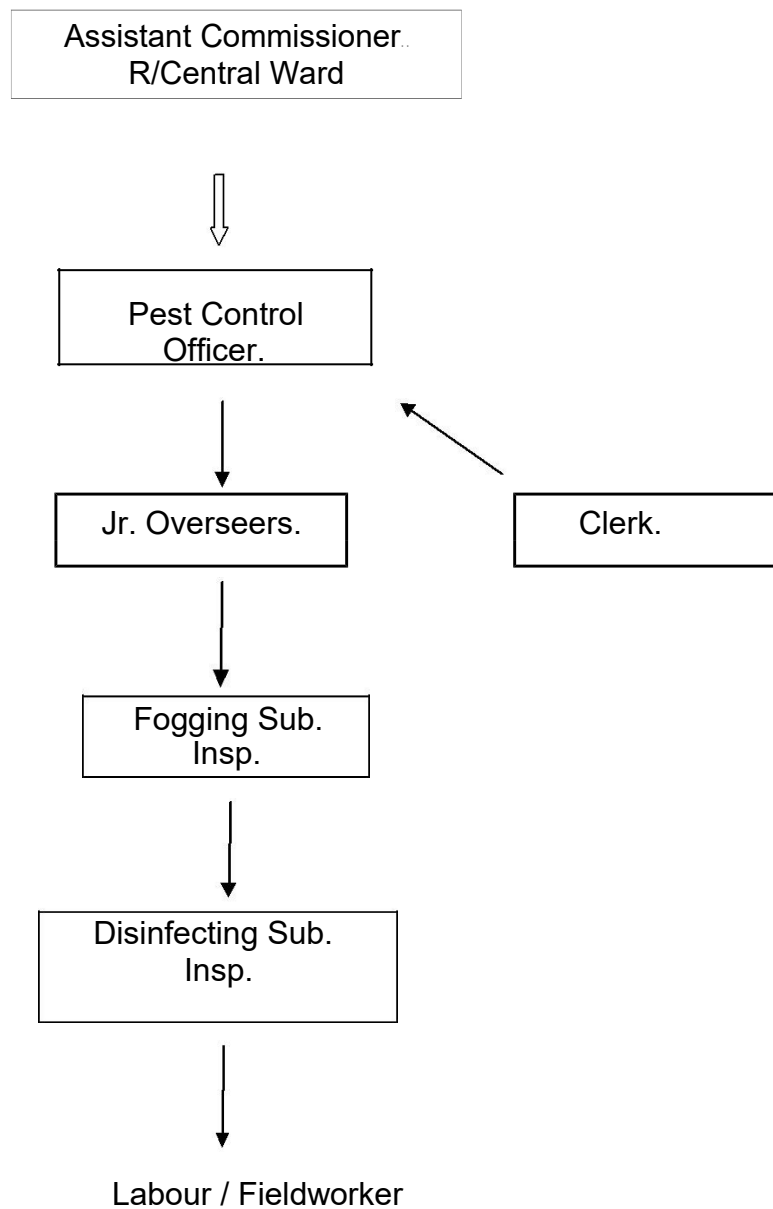 Assistant Commissioner..
R/Central Ward
Pest Control
Officer.
Jr. Overseers.
Clerk.
Fogging Sub.
Insp.
Disinfecting Sub.
Insp.
Labour / Fieldworker